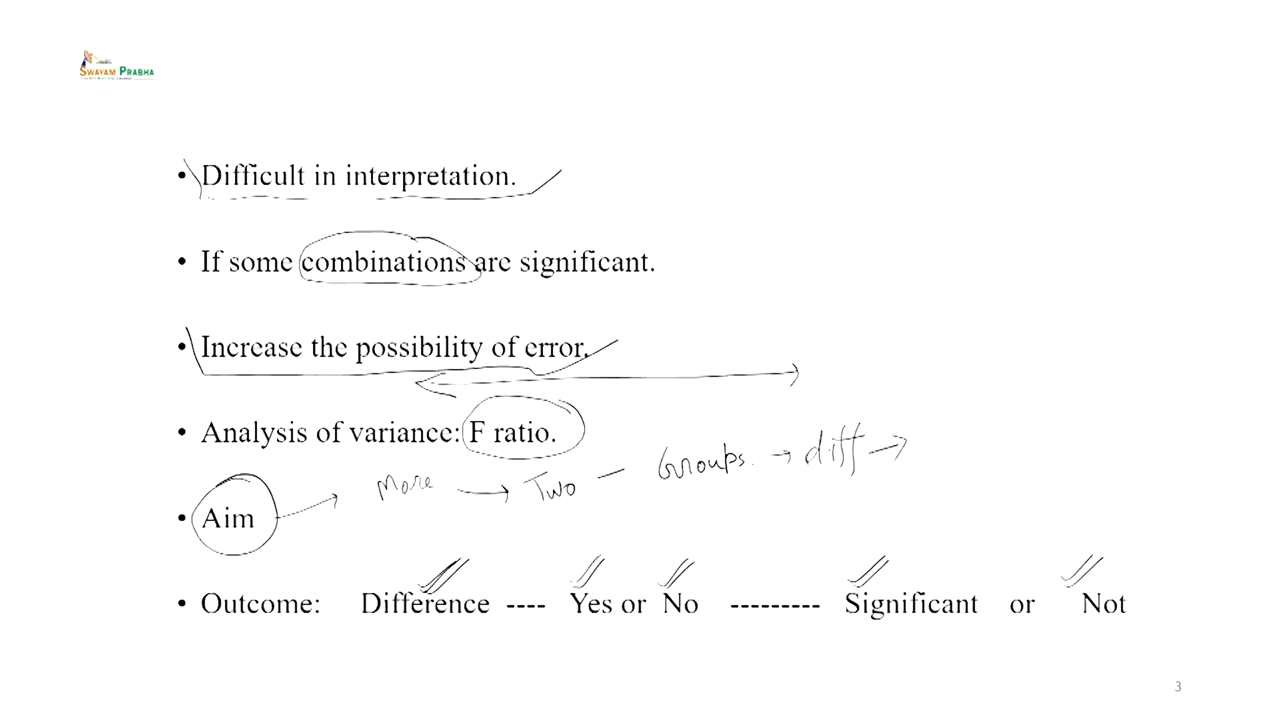 SWAYAM PRABHA
• Difficult in interpretation.
• If some combinations are significant.
• Increase the possibility of error.
• Analysis of variance: F ratio.
• Aim → More → Two – Groups. → diff →
• Outcome: Difference ---- Yes or No --------- Significant or Not
3